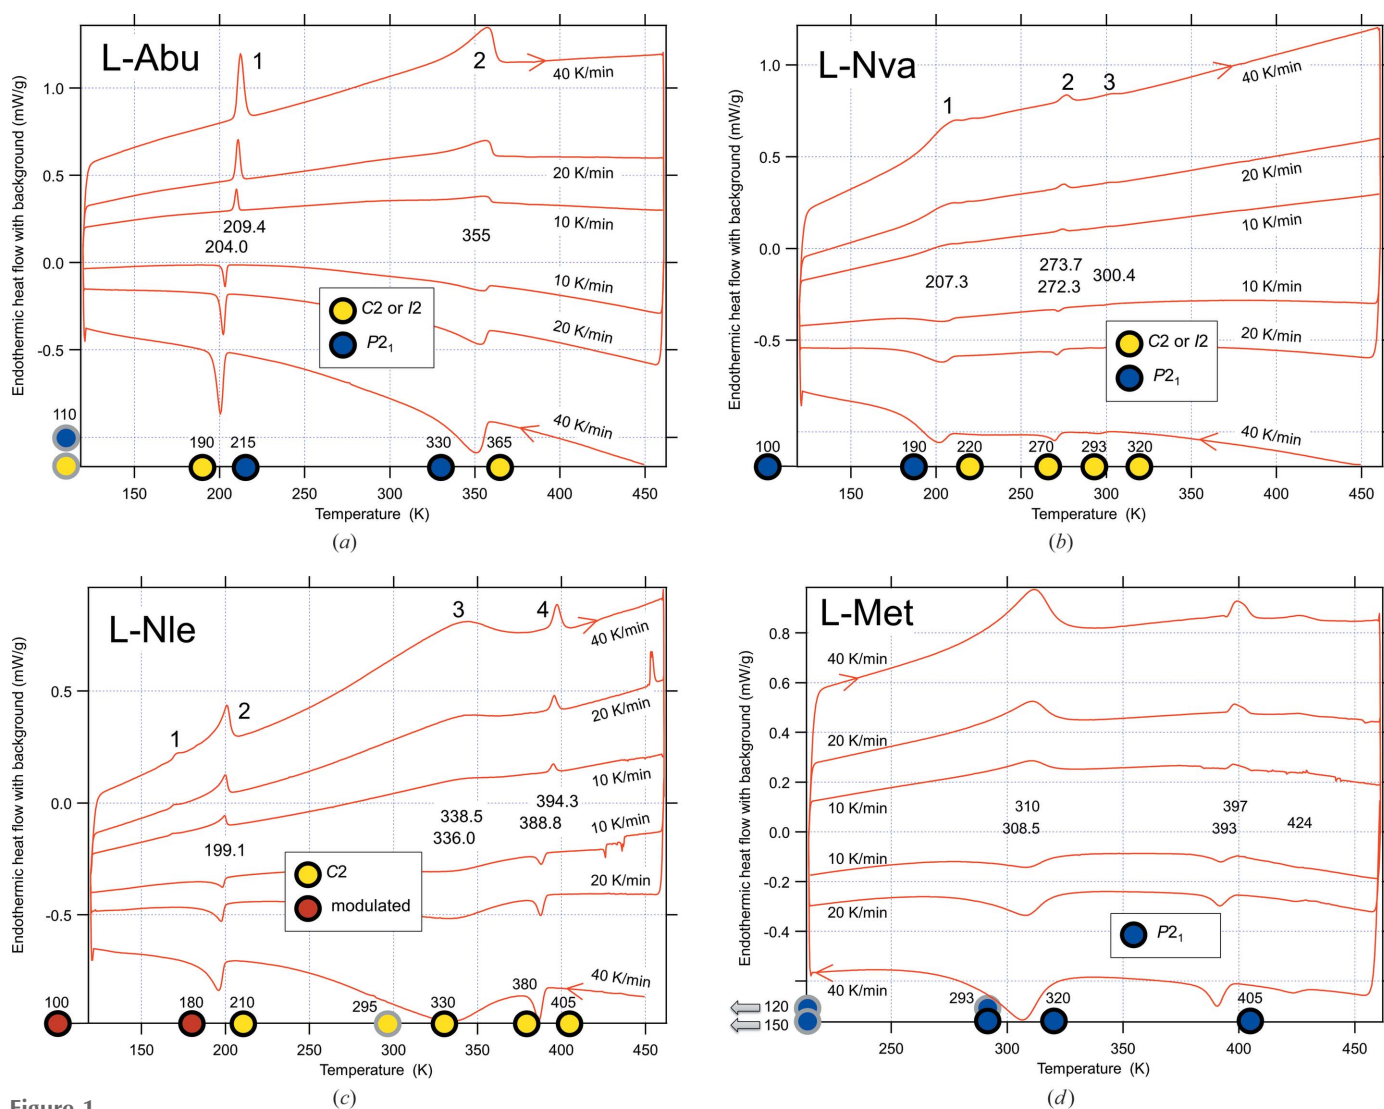 L-Abu
Endothermic heat flow with background (mW/g)
1.0
0.5
0.0
-0.5
1
2
40 K/min
20 K/min
10 K/min
209.4
204.0
355
10 K/min
20 K/min
40 K/min
C2 or I2
P2₁
110
190
215
330
365
150
200
250
300
350
400
450
Temperature (K)
(a)
L-Nva
Endothermic heat flow with background (mW/g)
1.0
0.5
0.0
-0.5
1
2
3
40 K/min
20 K/min
10 K/min
207.3
273.7
272.3
300.4
10 K/min
20 K/min
40 K/min
C2 or I2
P2₁
100
190
220
270
293
320
150
200
250
300
350
400
450
Temperature (K)
(b)
L-Nle
Endothermic heat flow with background (mW/g)
0.5
0.0
-0.5
1
2
3
4
40 K/min
20 K/min
10 K/min
199.1
338.5
336.0
394.3
388.8
10 K/min
20 K/min
40 K/min
C2
modulated
100
180
210
295
330
380
405
150
200
250
300
350
400
450
Temperature (K)
(c)
L-Met
Endothermic heat flow with background (mW/g)
0.8
0.6
0.4
0.2
0.0
-0.2
-0.4
40 K/min
20 K/min
10 K/min
310
308.5
397
393
424
10 K/min
20 K/min
40 K/min
P2₁
120
150
293
320
405
250
300
350
400
450
Temperature (K)
(d)
Figure 1